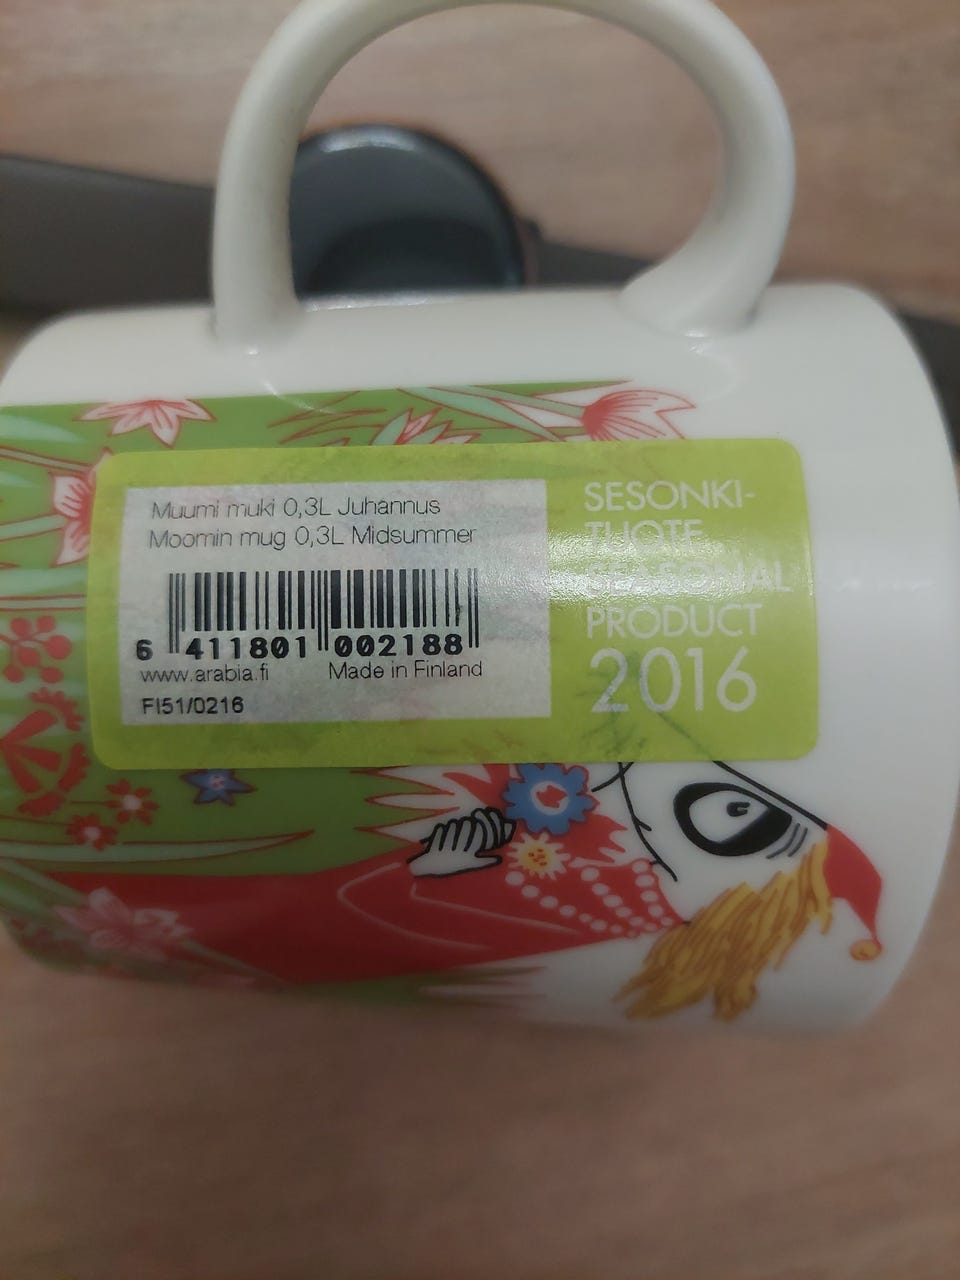 Muumi muki 0,3L Juhannus
Moomin mug 0,3L Midsummer
6 411801 002188
www.arabia.fi Made in Finland
FI51/0216
SESONKI-
TUOTE
SEASONAL
PRODUCT
2016